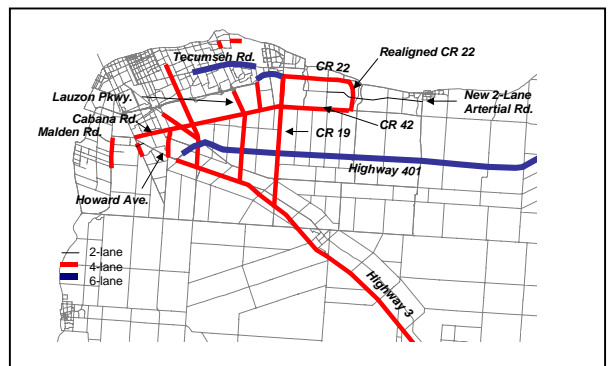 Tecumseh Rd.
CR 22
Realigned CR 22
Lauzon Pkwy.
New 2-Lane
Artertial Rd.
Cabana Rd.
Malden Rd.
CR 42
CR 19
Highway 401
Howard Ave.
2-lane
4-lane
6-lane
Highway 3